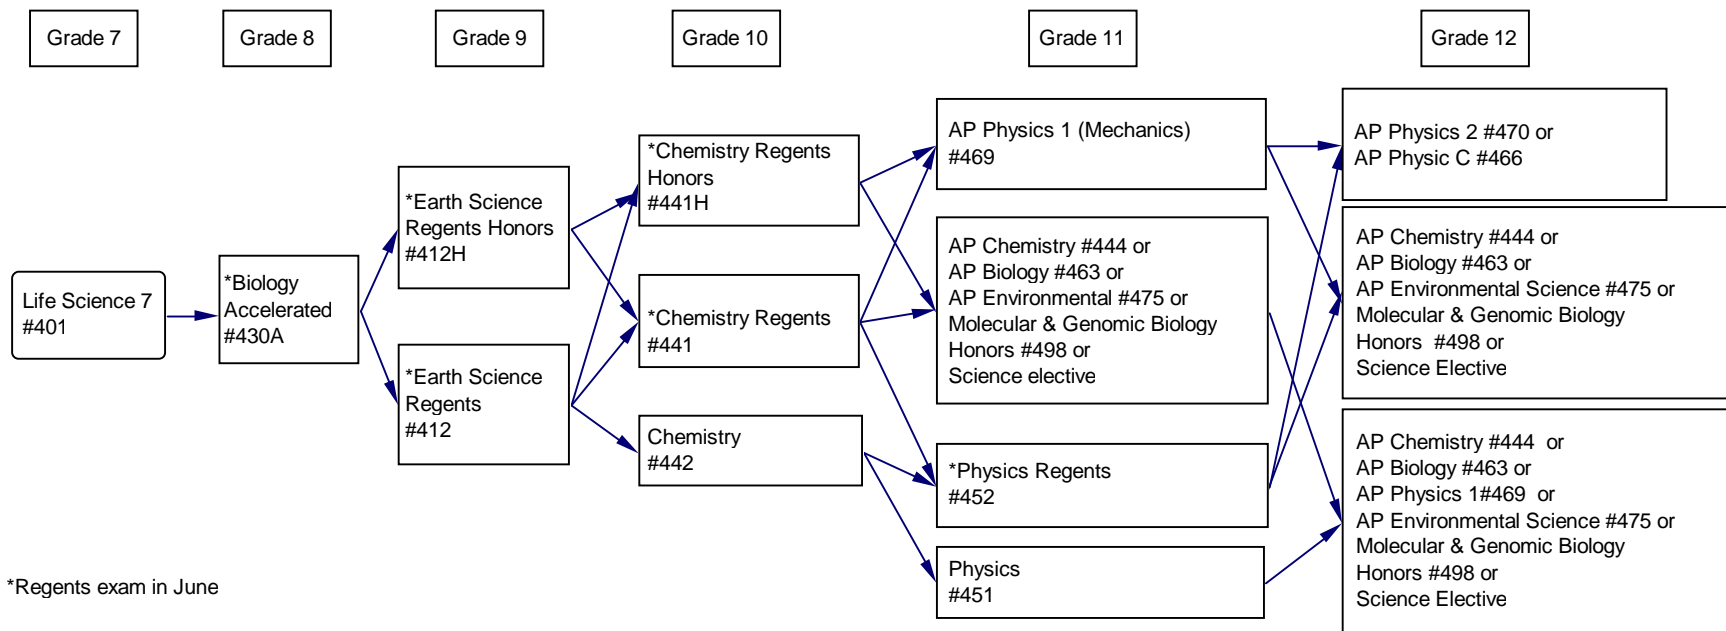 Grade 7
Grade 8
Grade 9
Grade 10
Grade 11
Grade 12
Life Science 7
#401
*Biology
Accelerated
#430A
*Earth Science
Regents Honors
#412H
*Earth Science
Regents
#412
*Chemistry Regents
Honors
#441H
*Chemistry Regents
#441
Chemistry
#442
AP Physics 1 (Mechanics)
#469
AP Chemistry #444 or
AP Biology #463 or
AP Environmental #475 or
Molecular & Genomic Biology
Honors #498 or
Science elective
*Physics Regents
#452
Physics
#451
AP Physics 2 #470 or
AP Physic C #466
AP Chemistry #444 or
AP Biology #463 or
AP Environmental Science #475 or
Molecular & Genomic Biology
Honors  #498 or
Science Elective
AP Chemistry #444  or
AP Biology #463 or
AP Physics 1#469  or
AP Environmental Science #475 or
Molecular & Genomic Biology
Honors #498 or
Science Elective
*Regents exam in June